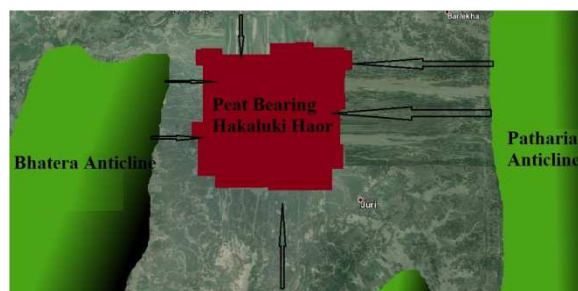 Barlekha
Peat Bearing
Hakaluki Haor
Bhatera Anticline
Patharia
Anticline
Juri